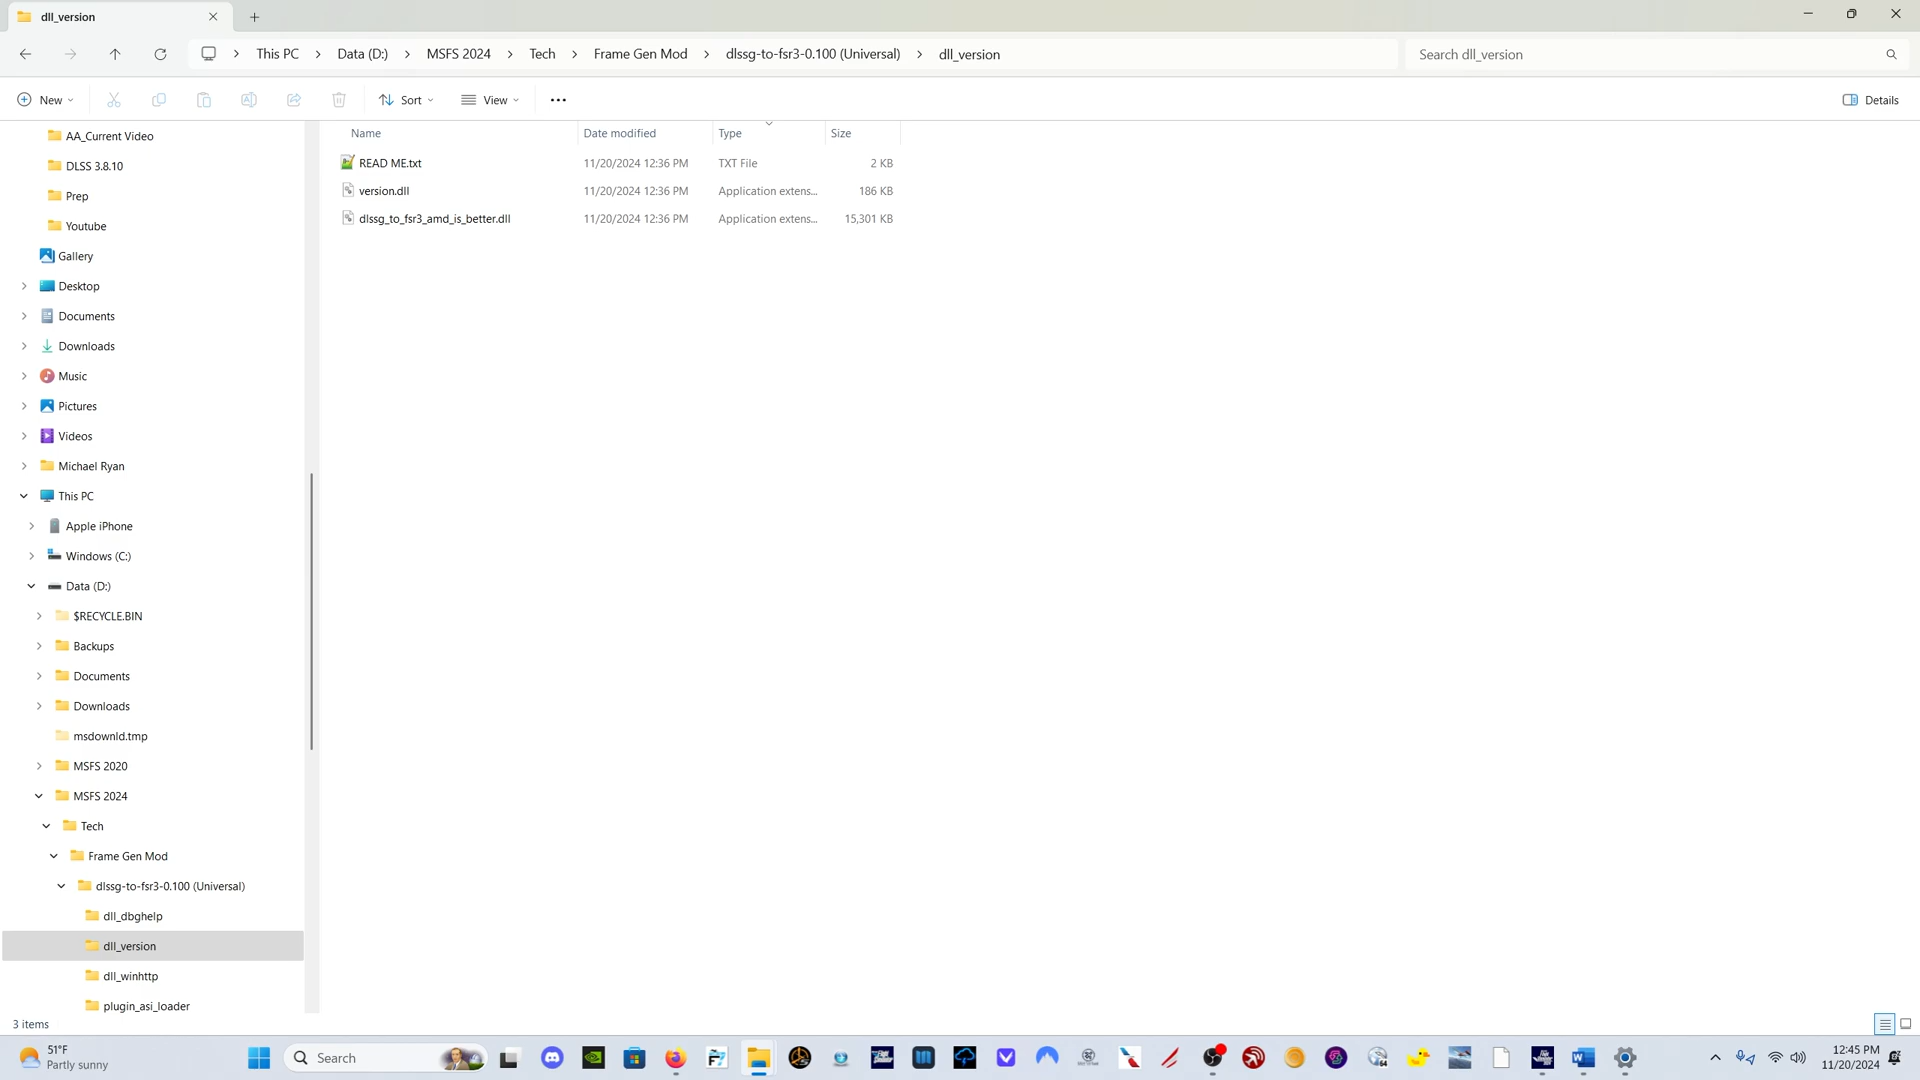 dll_version
This PC
Data (D:)
MSFS 2024
Tech
Frame Gen Mod
dlssg-to-fsr3-0.100 (Universal)
dll_version
Search dll_version
New
Sort
View
Details
AA_Current Video
DLSS 3.8.10
Prep
Youtube
Gallery
Desktop
Documents
Downloads
Music
Pictures
Videos
Michael Ryan
This PC
Apple iPhone
Windows (C:)
Data (D:)
$RECYCLE.BIN
Backups
Documents
Downloads
msdownld.tmp
MSFS 2020
MSFS 2024
Tech
Frame Gen Mod
dlssg-to-fsr3-0.100 (Universal)
dll_dbghelp
dll_version
dll_winhttp
plugin_asi_loader
Name Date modified Type Size
READ ME.txt 11/20/2024 12:36 PM TXT File 2 KB
version.dll 11/20/2024 12:36 PM Application extens... 186 KB
dlssg_to_fsr3_amd_is_better.dll 11/20/2024 12:36 PM Application extens... 15,301 KB
3 items
51°F
Partly sunny
Search
12:45 PM
11/20/2024